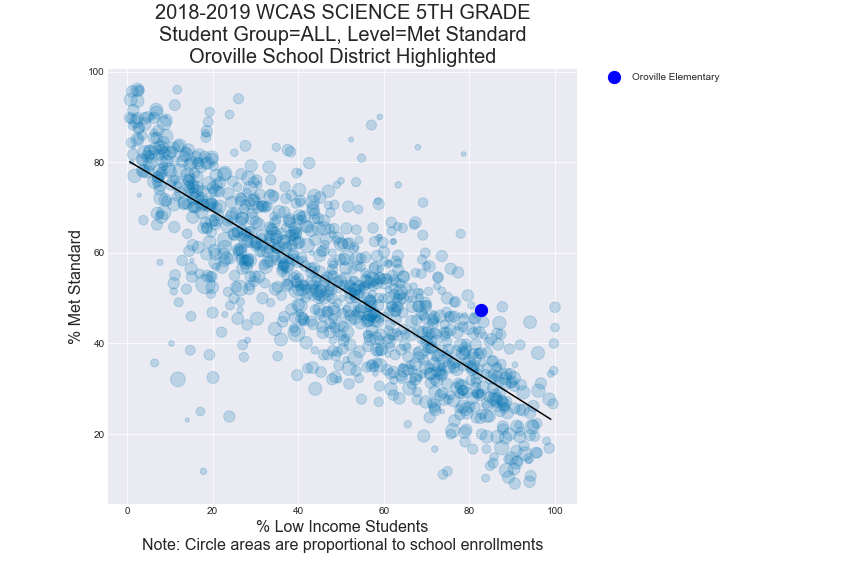 2018-2019 WCAS SCIENCE 5TH GRADE
Student Group=ALL, Level=Met Standard
Oroville School District Highlighted
Oroville Elementary
% Met Standard
100
80
60
40
20
0
20
40
60
80
100
% Low Income Students
Note: Circle areas are proportional to school enrollments